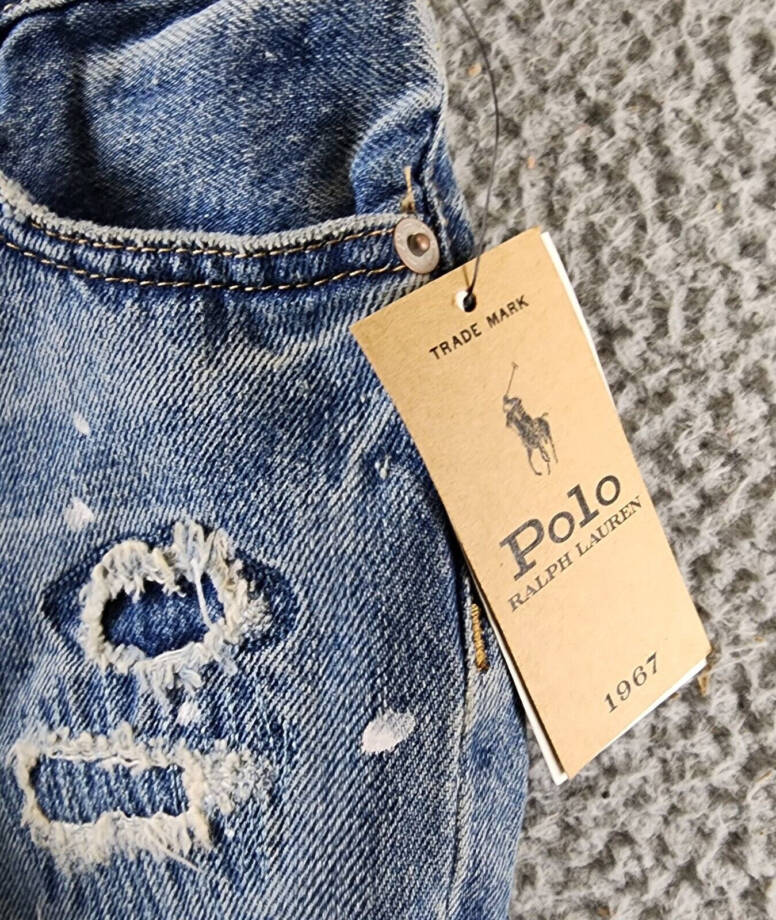 TRADE MARK
Polo
RALPH LAUREN
1967